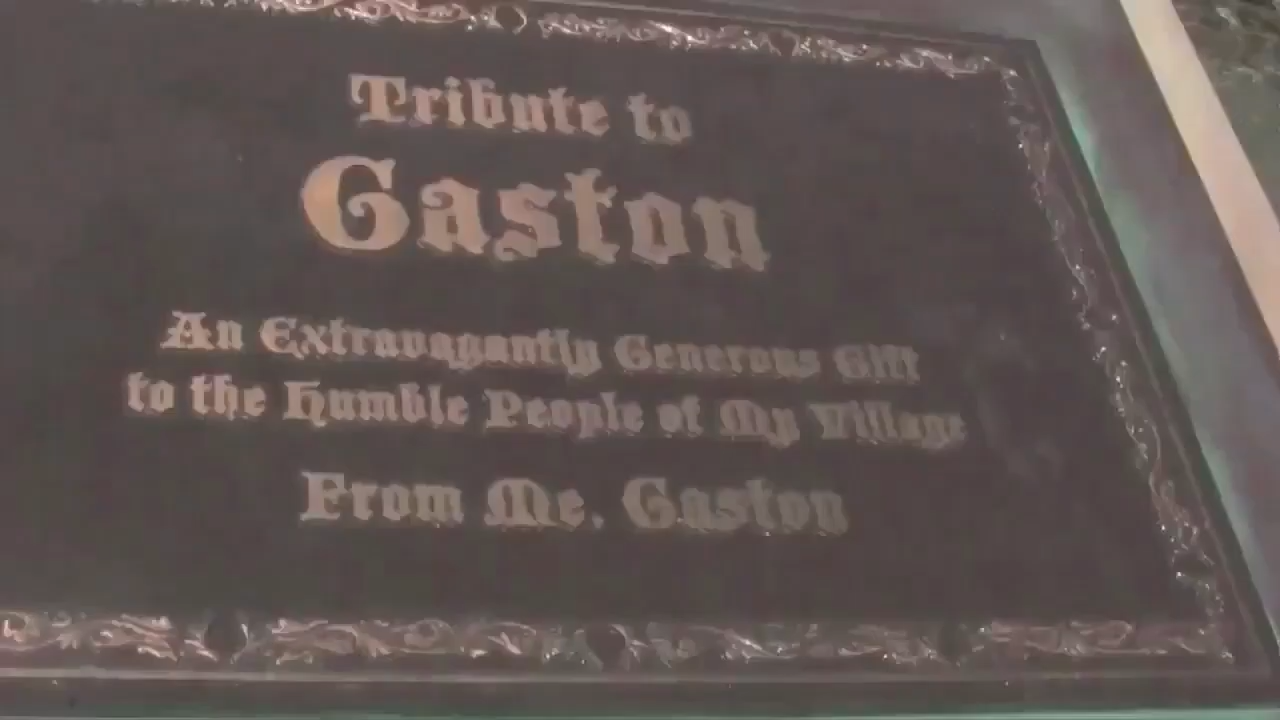 Tribute to
Gaston
An Extravagantly Generous Gift
to the Humble People of My Village
From Me, Gaston